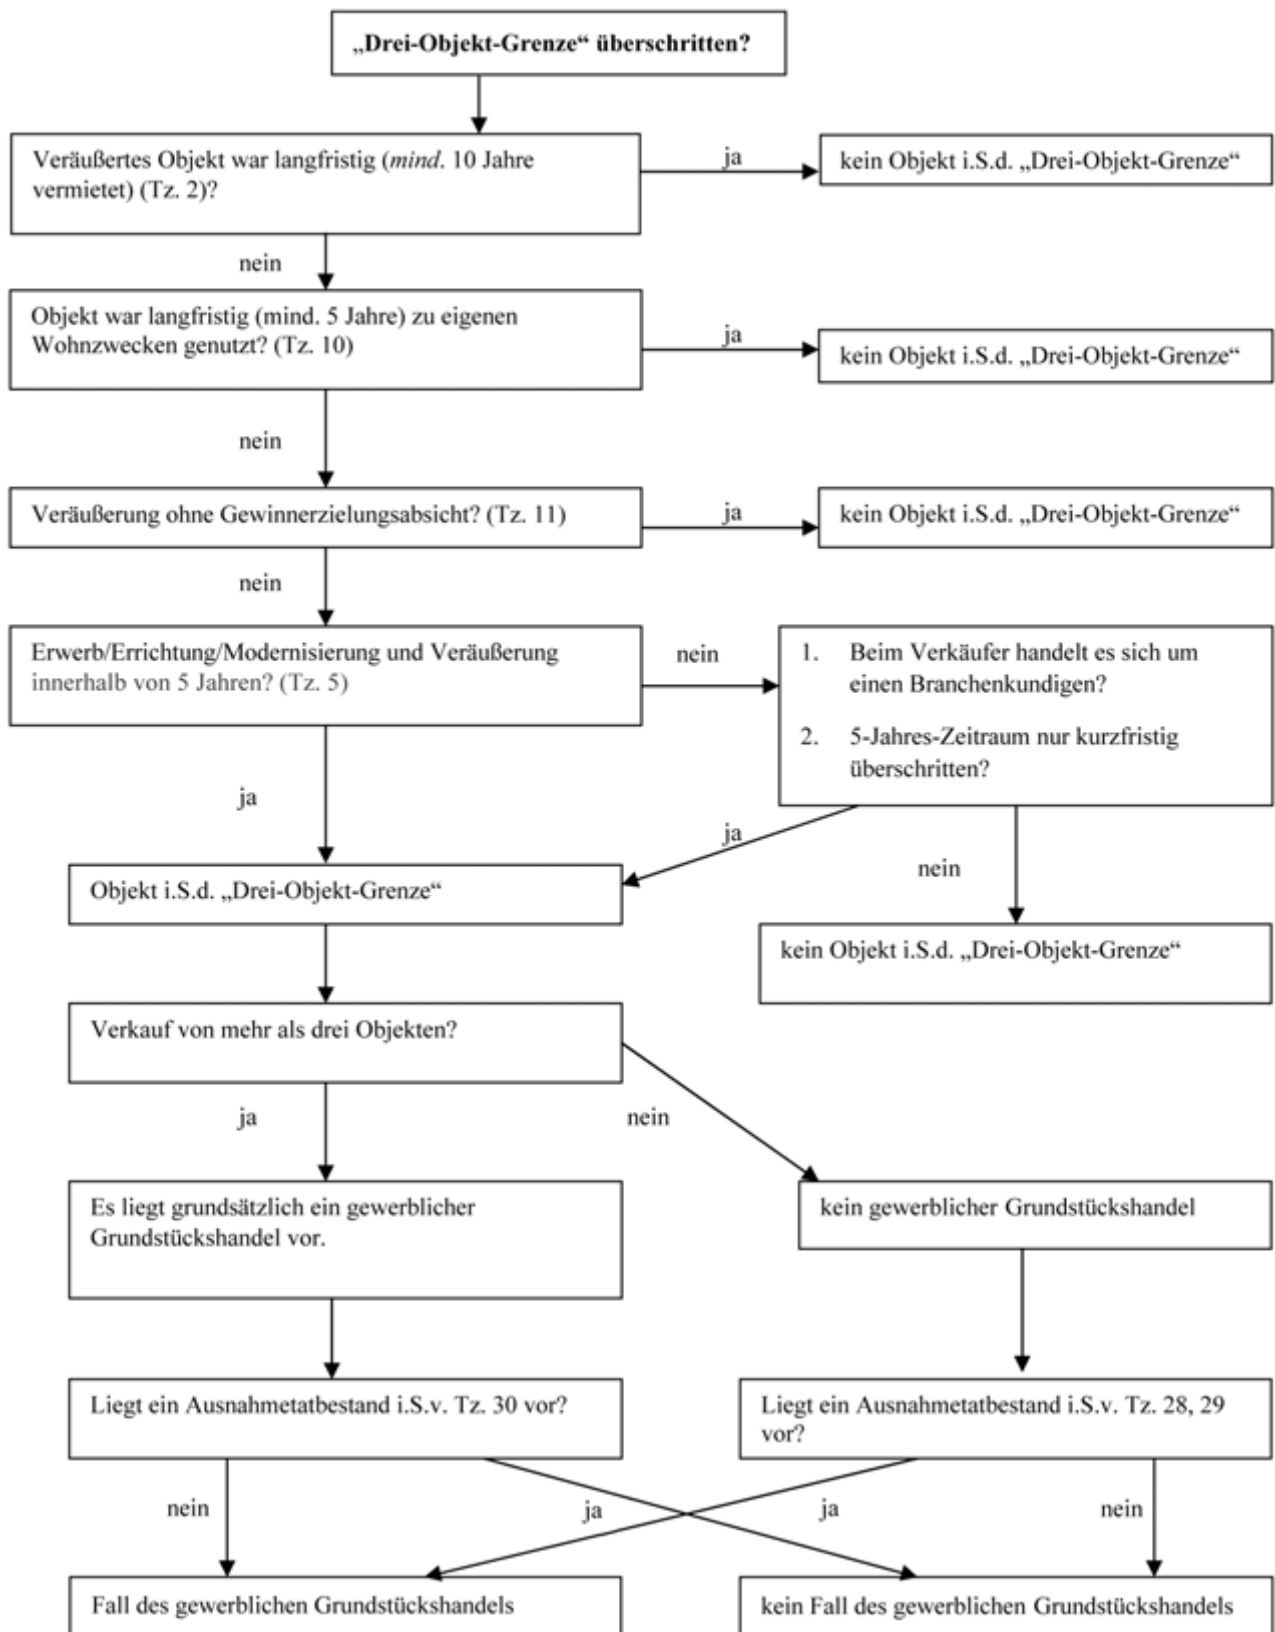 „Drei-Objekt-Grenze“ überschritten?
Veräußertes Objekt war langfristig (mind. 10 Jahre
vermietet) (Tz. 2)?
ja
kein Objekt i.S.d. „Drei-Objekt-Grenze“
nein
Objekt war langfristig (mind. 5 Jahre) zu eigenen
Wohnzwecken genutzt? (Tz. 10)
ja
kein Objekt i.S.d. „Drei-Objekt-Grenze“
nein
Veräußerung ohne Gewinnerzielungsabsicht? (Tz. 11)
ja
kein Objekt i.S.d. „Drei-Objekt-Grenze“
nein
Erwerb/Errichtung/Modernisierung und Veräußerung
innerhalb von 5 Jahren? (Tz. 5)
nein
1. Beim Verkäufer handelt es sich um
einen Branchenkundigen?
2. 5-Jahres-Zeitraum nur kurzfristig
überschritten?
ja
ja
nein
Objekt i.S.d. „Drei-Objekt-Grenze“
kein Objekt i.S.d. „Drei-Objekt-Grenze“
Verkauf von mehr als drei Objekten?
ja
nein
Es liegt grundsätzlich ein gewerblicher
Grundstückshandel vor.
kein gewerblicher Grundstückshandel
Liegt ein Ausnahmetatbestand i.S.v. Tz. 30 vor?
Liegt ein Ausnahmetatbestand i.S.v. Tz. 28, 29
vor?
nein
ja
ja
nein
Fall des gewerblichen Grundstückshandels
kein Fall des gewerblichen Grundstückshandels